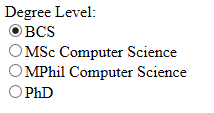 Degree Level:
BCS
MSc Computer Science
MPhil Computer Science
PhD